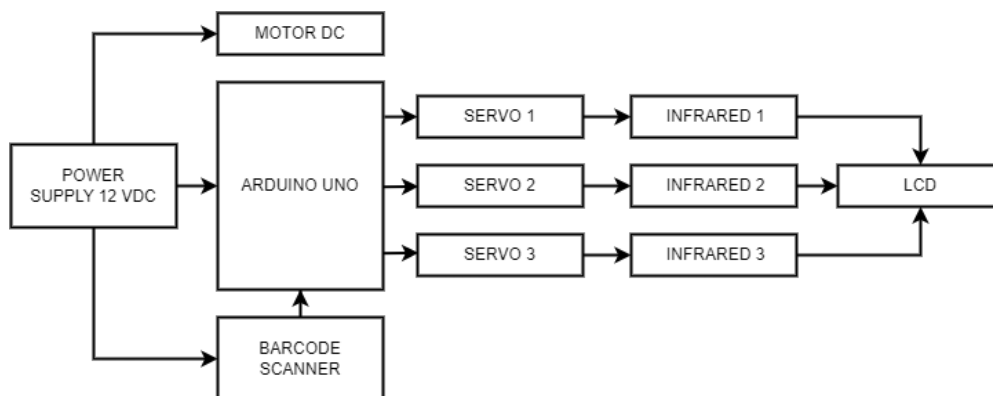 MOTOR DC
POWER
SUPPLY 12 VDC
ARDUINO UNO
SERVO 1
INFRARED 1
SERVO 2
INFRARED 2
LCD
SERVO 3
INFRARED 3
BARCODE
SCANNER